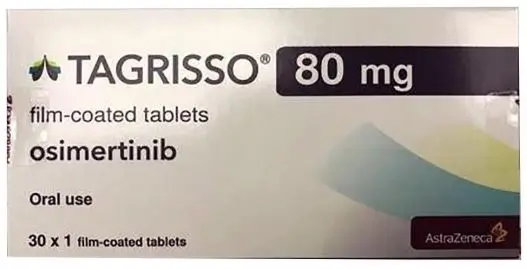 TAGRISSO® 80 mg
film-coated tablets
osimertinib
Oral use
30 x 1 film-coated tablets
AstraZeneca